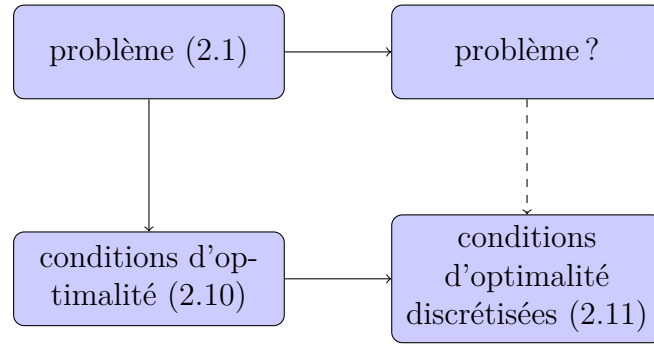 problème (2.1)
problème ?
conditions d'op-
timalité (2.10)
conditions
d'optimalité
discrétisées (2.11)